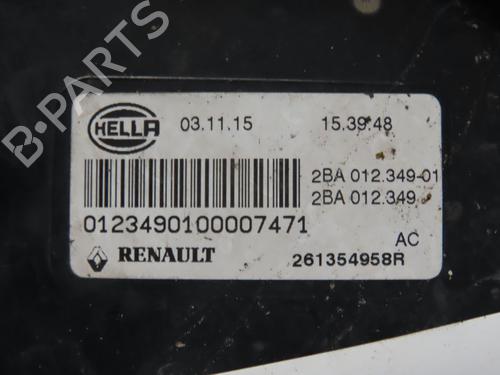 B-PARTS
HELLA
03.11.15
15.39.48
2BA 012.349-01
2BA 012.349
0123490100007471
AC
RENAULT
261354958R